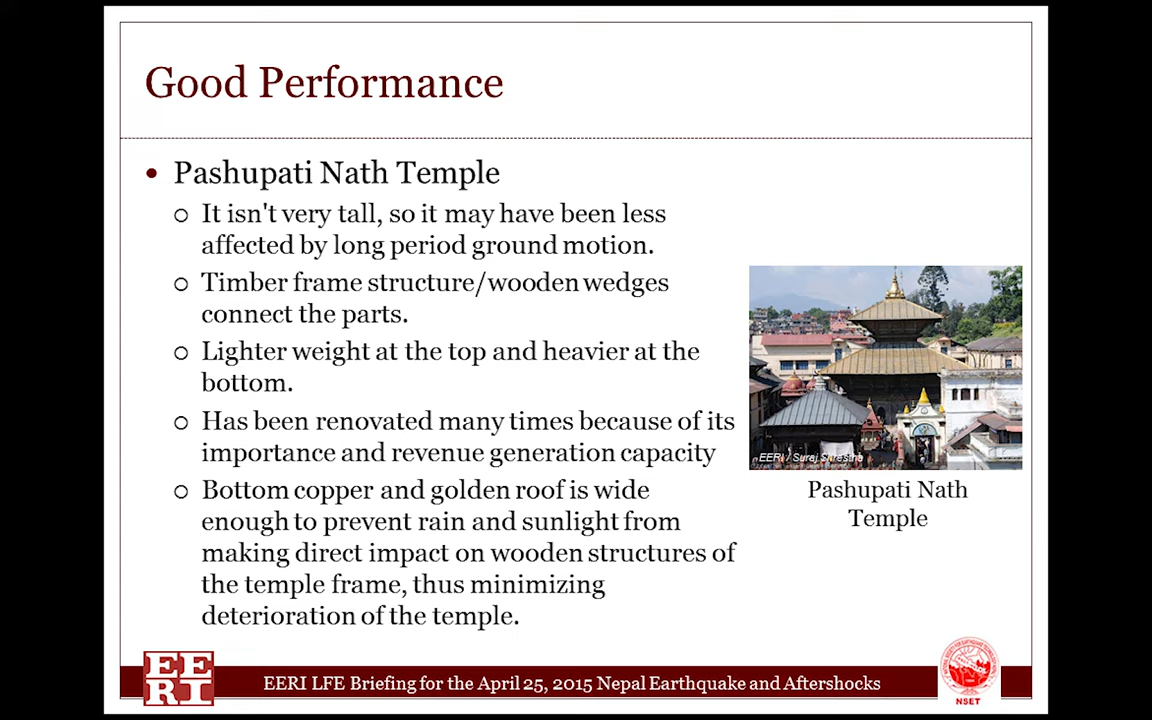 Good Performance
• Pashupati Nath Temple
○ It isn't very tall, so it may have been less
affected by long period ground motion.
○ Timber frame structure/wooden wedges
connect the parts.
○ Lighter weight at the top and heavier at the
bottom.
○ Has been renovated many times because of its
importance and revenue generation capacity
○ Bottom copper and golden roof is wide
enough to prevent rain and sunlight from
making direct impact on wooden structures of
the temple frame, thus minimizing
deterioration of the temple.
EERI / Suraj Shrestha
Pashupati Nath
Temple
EE
RI
EERI LFE Briefing for the April 25, 2015 Nepal Earthquake and Aftershocks
NSET